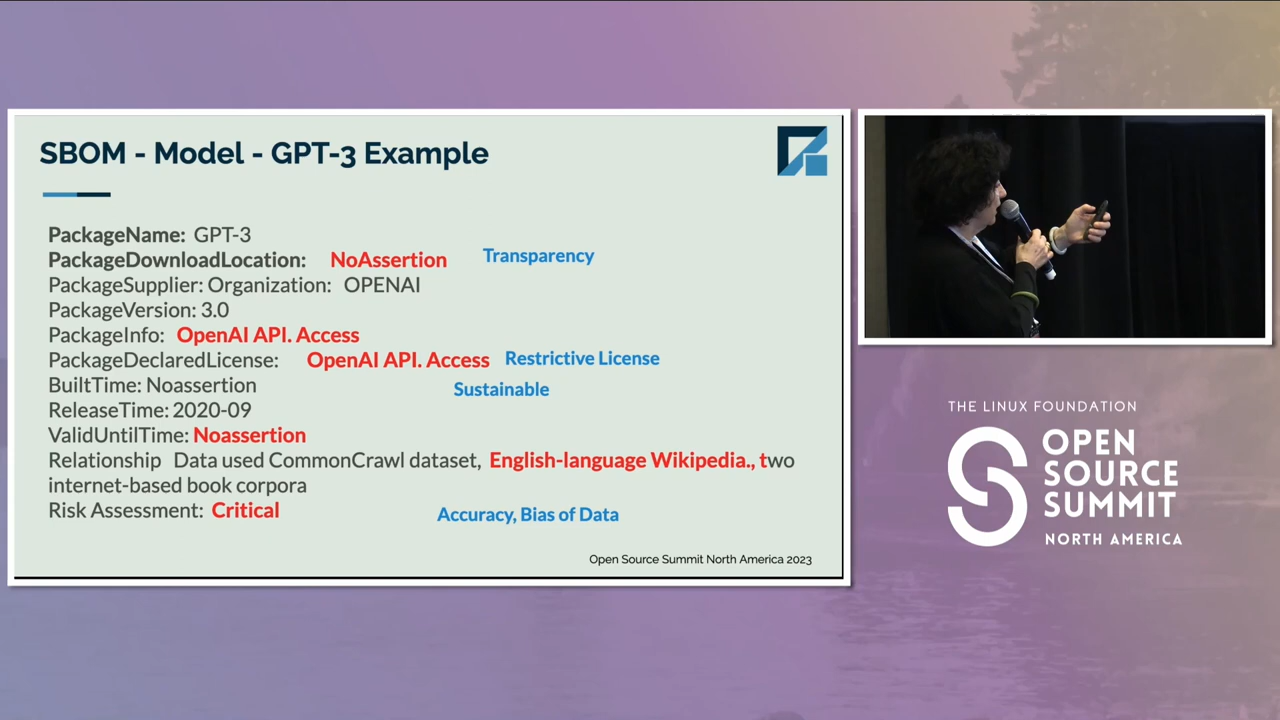 SBOM - Model - GPT-3 Example
PackageName: GPT-3
PackageDownloadLocation: NoAssertion Transparency
PackageSupplier: Organization: OPENAI
PackageVersion: 3.0
PackageInfo: OpenAI API. Access
PackageDeclaredLicense: OpenAI API. Access Restrictive License
BuiltTime: Noassertion Sustainable
ReleaseTime: 2020-09
ValidUntilTime: Noassertion
Relationship Data used CommonCrawl dataset, English-language Wikipedia., two
internet-based book corpora
Risk Assessment: Critical Accuracy, Bias of Data
Open Source Summit North America 2023
THE LINUX FOUNDATION
OPEN
SOURCE
SUMMIT
NORTH AMERICA